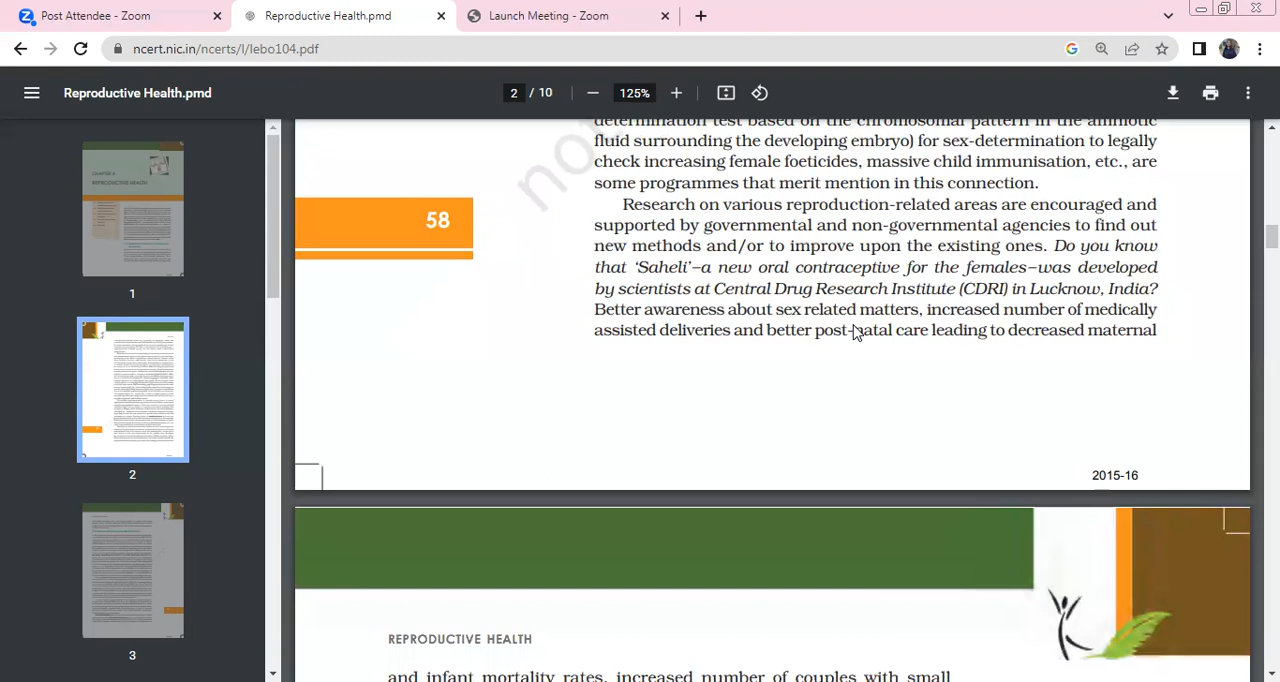 Post Attendee - Zoom
Reproductive Health.pmd
Launch Meeting - Zoom
ncert.nic.in/ncerts/l/lebo104.pdf
Reproductive Health.pmd
2 / 10
125%
1
2
3
not
determination test based on the chromosomal pattern in the amniotic
fluid surrounding the developing embryo) for sex-determination to legally
check increasing female foeticides, massive child immunisation, etc., are
some programmes that merit mention in this connection.
58
Research on various reproduction-related areas are encouraged and
supported by governmental and non-governmental agencies to find out
new methods and/or to improve upon the existing ones. Do you know
that ‘Saheli’–a new oral contraceptive for the females–was developed
by scientists at Central Drug Research Institute (CDRI) in Lucknow, India?
Better awareness about sex related matters, increased number of medically
assisted deliveries and better post-natal care leading to decreased maternal
2015-16
REPRODUCTIVE HEALTH
and infant mortality rates, increased number of couples with small